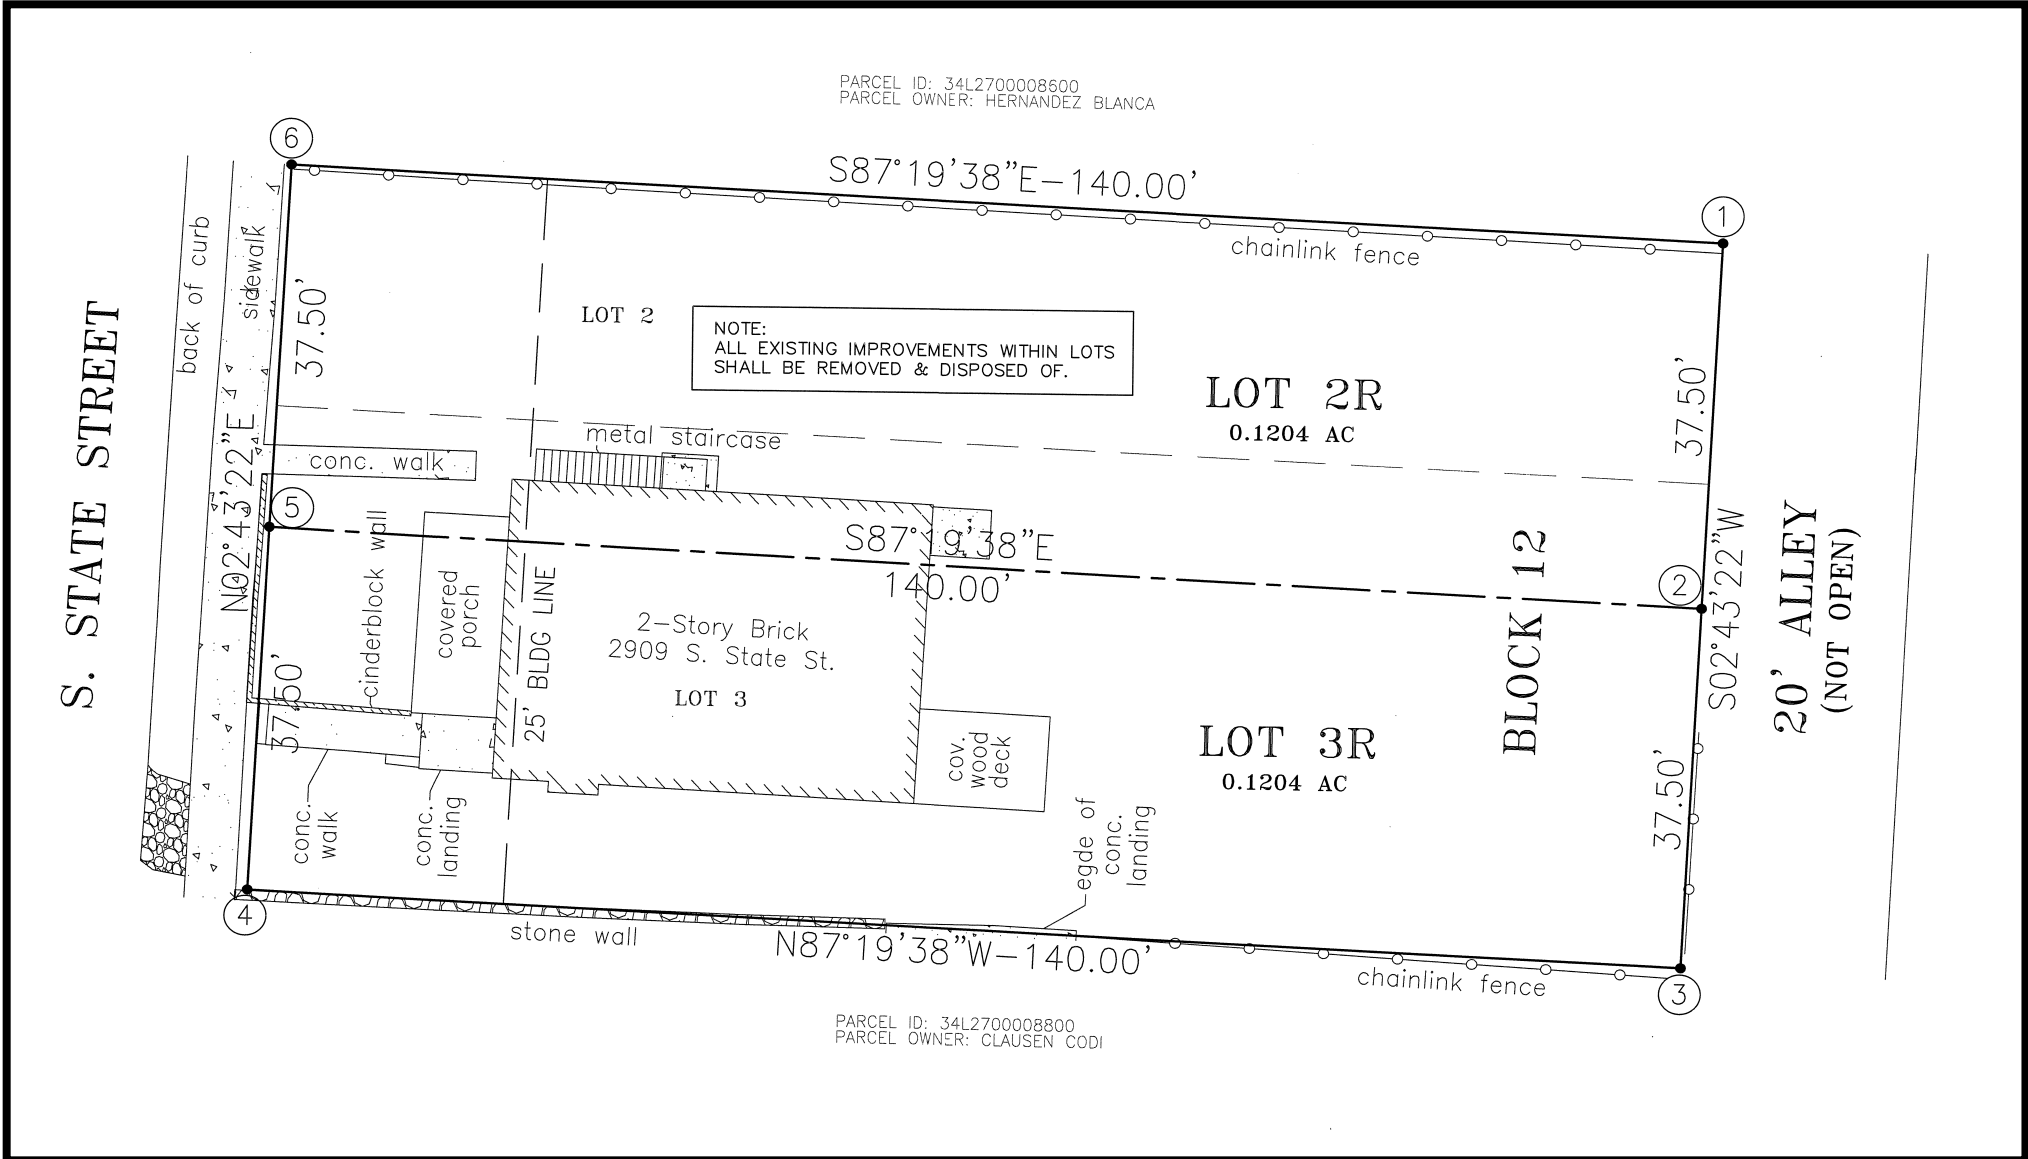 PARCEL ID: 34L2700008600
PARCEL OWNER: HERNANDEZ BLANCA
6
S87°19'38"E-140.00'
1
chainlink fence
S. STATE STREET
back of curb
sidewalk
37.50'
N02°43'22"E
LOT 2
NOTE:
ALL EXISTING IMPROVEMENTS WITHIN LOTS
SHALL BE REMOVED & DISPOSED OF.
LOT 2R
0.1204 AC
37.50'
metal staircase
conc. walk
5
S87°19'38"E
140.00'
2
S02°43'22"W
20' ALLEY
(NOT OPEN)
BLOCK 12
cinderblock wall
covered
porch
25' BLDG LINE
2-Story Brick
2909 S. State St.
LOT 3
37.50'
LOT 3R
0.1204 AC
cov.
wood
deck
37.50'
conc.
walk
conc.
landing
egde of
conc.
landing
4
stone wall
N87°19'38"W-140.00'
chainlink fence
3
PARCEL ID: 34L2700008800
PARCEL OWNER: CLAUSEN CODI